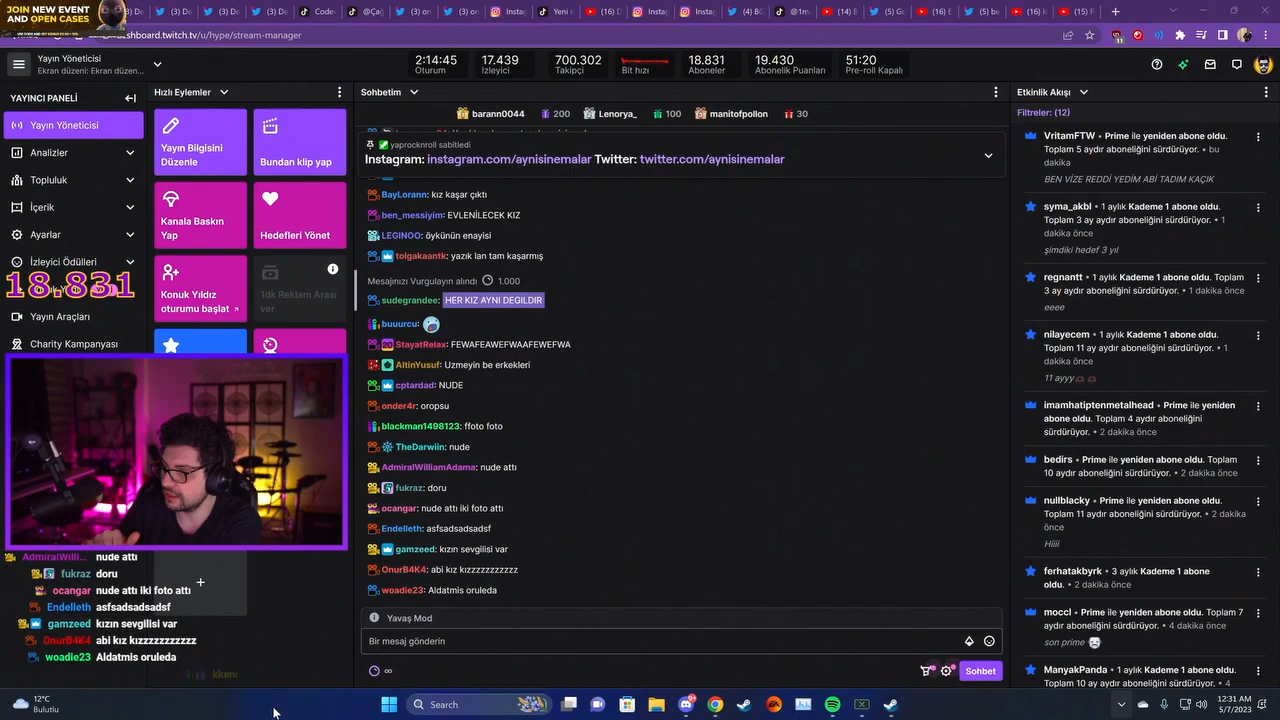 JOIN NEW EVENT
AND OPEN CASES
shboard.twitch.tv/u/hype/stream-manager
Yayın Yöneticisi
Ekran düzeni: Ekran düzen...
2:14:45
Oturum
17.439
İzleyici
700.302
Takipçi
Bit hızı
18.831
Aboneler
19.430
Abonelik Puanları
51:20
Pre-roll Kapalı
YAYINCI PANELİ
Yayın Yöneticisi
Analizler
Topluluk
İçerik
Ayarlar
İzleyici Ödülleri
18.831
Yayın Araçları
Charity Kampanyası
Hızlı Eylemler
Yayın Bilgisini
Düzenle
Bundan klip yap
Kanala Baskın
Yap
Hedefleri Yönet
Konuk Yıldız
oturumu başlat
1dk Reklam Arası
ver
Sohbetim
barann0044 200
Lenorya_ 100
manitofpollon 30
yaprocknroll sabitledi
Instagram: instagram.com/aynisinemalar Twitter: twitter.com/aynisinemalar
BayLorann: kız kaşar çıktı
ben_messiyim: EVLENİLECEK KIZ
LEGINOO: öykünün enayisi
tolgakaantk: yazık lan tam kaşarmış
Mesajınızı Vurgulayın alındı 1.000
sudegrandee: HER KIZ AYNI DEGILDIR
buuurcu:
StayatRelax: FEWAFEAWEFWAAFEWEFWA
AltinYusuf: Uzmeyin be erkekleri
cptardad: NUDE
onder4r: oropsu
blackman1498123: ffoto foto
TheDarwiin: nude
AdmiralWilliamAdama: nude attı
fukraz: doru
ocangar: nude attı iki foto attı
Endelleth: asfsadsadsadsf
gamzeed: kızın sevgilisi var
OnurB4K4: abi kız kızzzzzzzzzzz
woadie23: Aldatmis oruleda
Yavaş Mod
Bir mesaj gönderin
Sohbet
Etkinlik Akışı
Filtreler: (12)
VritamFTW • Prime ile yeniden abone oldu.
Toplam 5 aydır aboneliğini sürdürüyor. • bu
dakika
BEN VİZE REDDİ YEDİM ABİ TADIM KAÇIK
syma_akbl • 1 aylık Kademe 1 abone oldu.
Toplam 3 ay aboneliğini sürdürüyor. • 1
dakika önce
şimdiki hedef 3 yıl
regnantt • 1 aylık Kademe 1 abone oldu. Toplam
3 ay aboneliğini sürdürüyor. • 1 dakika önce
eeee
nilayecem • 1 aylık Kademe 1 abone oldu.
Toplam 11 ay aboneliğini sürdürüyor. • 2
dakika önce
11 ayyy
imamhatiptenmetalhead • Prime ile yeniden
abone oldu. Toplam 4 aydır aboneliğini
sürdürüyor. • 2 dakika önce
bedirs • Prime ile yeniden abone oldu. Toplam
10 aydır aboneliğini sürdürüyor. • 2 dakika önce
nullblacky • Prime ile yeniden abone oldu.
Toplam 11 aydır aboneliğini sürdürüyor. • 2 dakika
önce
Hiiii
ferhatakbyrk • 3 aylık Kademe 1 abone
oldu. • 2 dakika önce
moccl • Prime ile yeniden abone oldu. Toplam 7
aydır aboneliğini sürdürüyor. • 4 dakika önce
son prime
ManyakPanda • 1 aylık Kademe 1 abone oldu.
Toplam 10 aydır aboneliğini sürdürüyor. • 5 dakika
AdmiralWilli... nude attı
fukraz doru
ocangar nude attı iki foto attı
Endelleth asfsadsadsadsf
gamzeed kızın sevgilisi var
OnurB4K4 abi kız kızzzzzzzzzzz
woadie23 Aldatmis oruleda
12°C
Bulutlu
Search
12:31 AM
5/7/2023